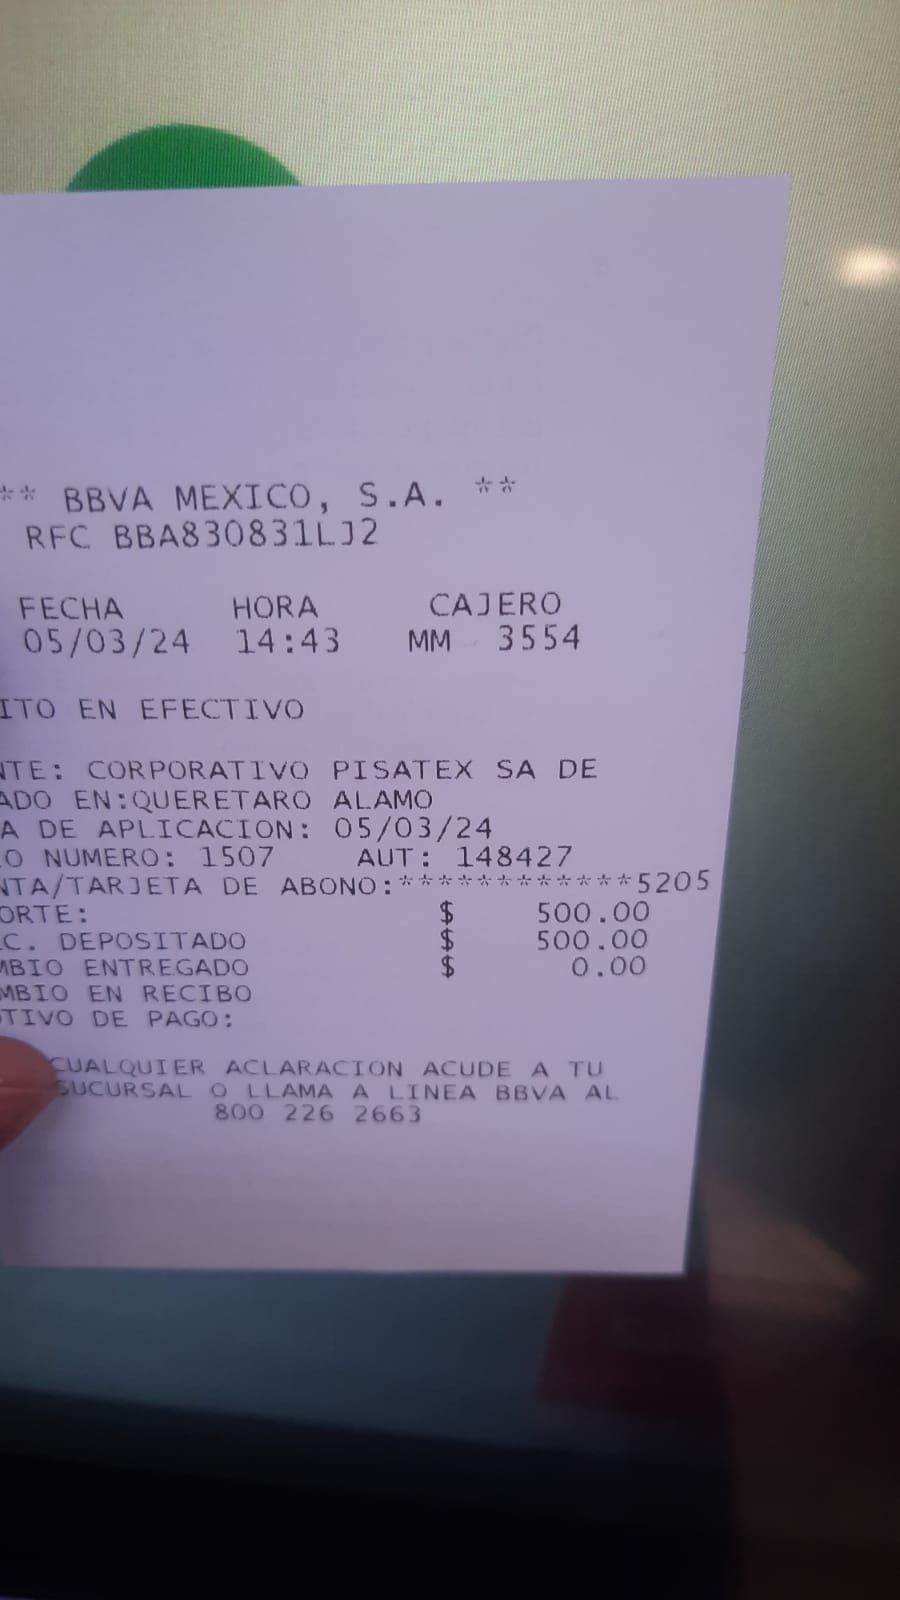 ** BBVA MEXICO, S.A. **
RFC BBA830831LJ2
FECHA HORA CAJERO
05/03/24 14:43 MM 3554
ITO EN EFECTIVO
NTE: CORPORATIVO PISATEX SA DE
ADO EN:QUERETARO ALAMO
A DE APLICACION: 05/03/24
O NUMERO: 1507 AUT: 148427
NTA/TARJETA DE ABONO:************5205
ORTE: $ 500.00
C. DEPOSITADO $ 500.00
MBIO ENTREGADO $ 0.00
MBIO EN RECIBO
TIVO DE PAGO:
CUALQUIER ACLARACION ACUDE A TU
SUCURSAL O LLAMA A LINEA BBVA AL
800 226 2663